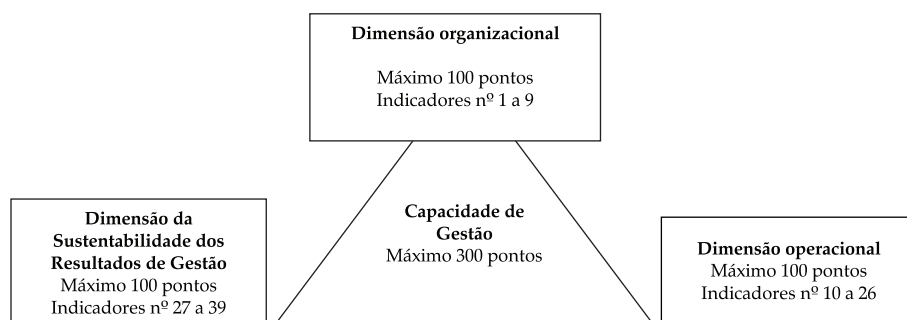 Dimensão organizacional
Máximo 100 pontos
Indicadores nº 1 a 9
Capacidade de
Gestão
Máximo 300 pontos
Dimensão da
Sustentabilidade dos
Resultados de Gestão
Máximo 100 pontos
Indicadores nº 27 a 39
Dimensão operacional
Máximo 100 pontos
Indicadores nº 10 a 26